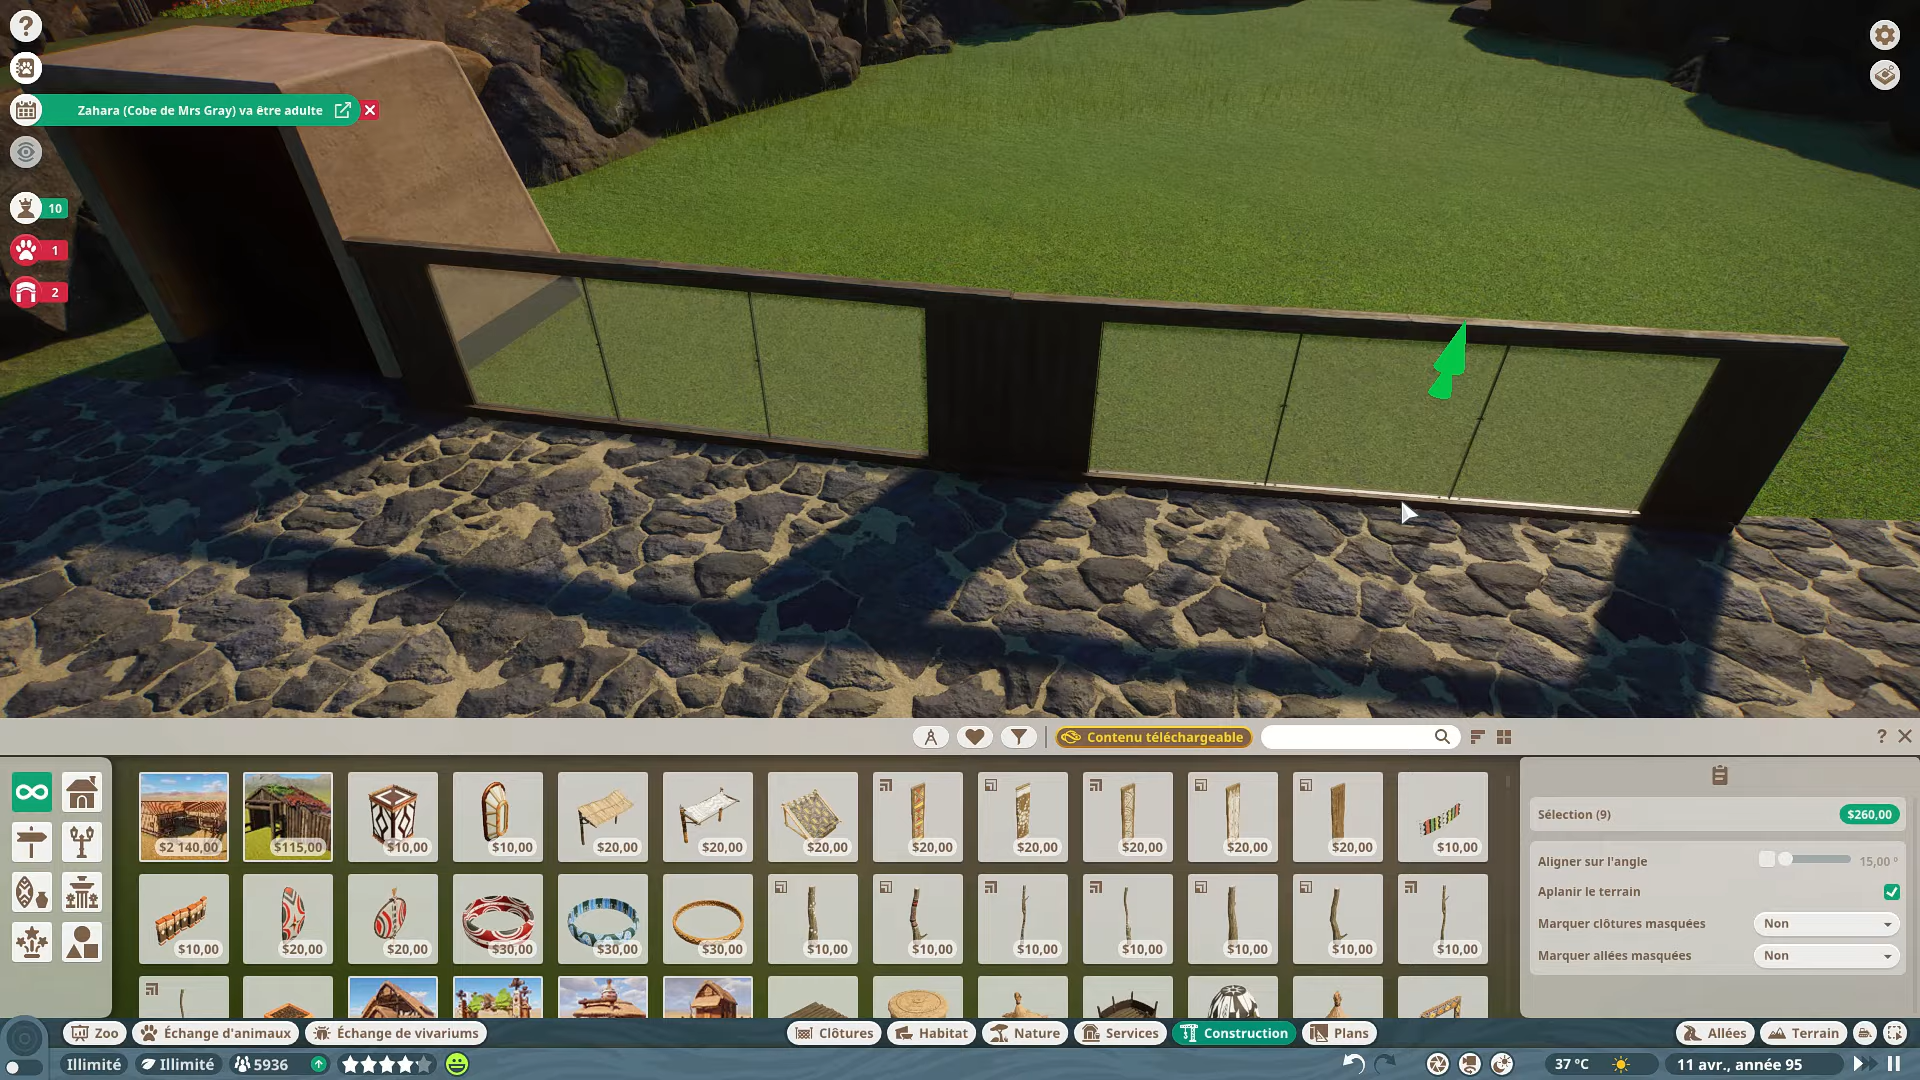 ?
Zahara (Cobe de Mrs Gray) va être adulte
10
1
2
Contenu téléchargeable
?
$2 140,00
$115,00
$10,00
$10,00
$20,00
$20,00
$20,00
$20,00
$20,00
$20,00
$20,00
$20,00
$10,00
$10,00
$20,00
$20,00
$30,00
$30,00
$30,00
$10,00
$10,00
$10,00
$10,00
$10,00
$10,00
$10,00
Sélection (9)
$260,00
Aligner sur l'angle
15,00 °
Aplanir le terrain
Marquer clôtures masquées
Non
Marquer allées masquées
Non
Zoo
Échange d'animaux
Échange de vivariums
Clôtures
Habitat
Nature
Services
Construction
Plans
Allées
Terrain
Illimité
Illimité
5936
37 °C
11 avr., année 95